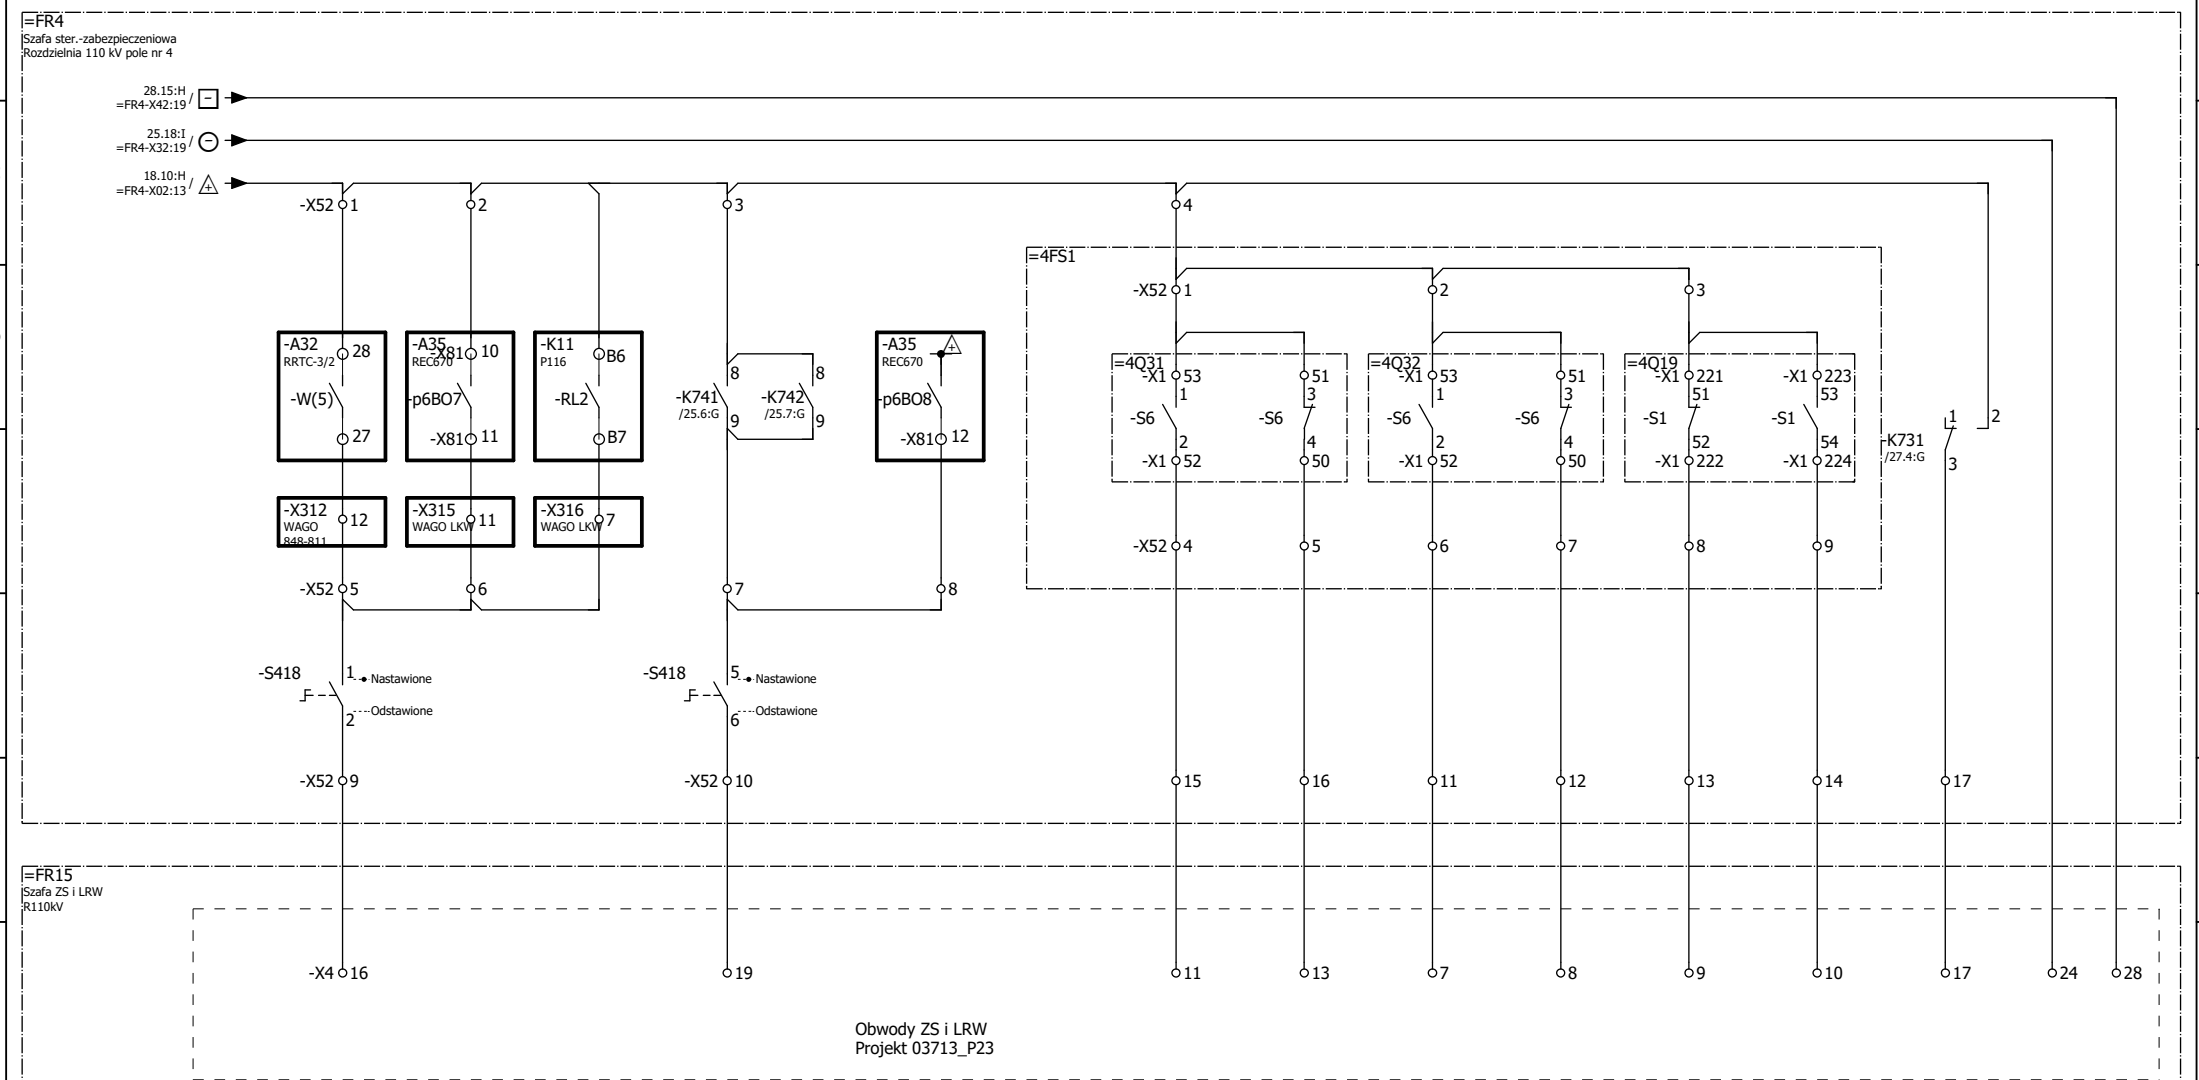 =FR4
Szafa ster.-zabezpieczeniowa
Rozdzielnia 110 kV pole nr 4
28.15:H
=FR4-X42:19 / −
25.18:I
=FR4-X32:19 / −
18.10:H
=FR4-X02:13 / +
-X52 1 2 3 4
=4FS1
-X52 1 2 3
-A32
RRTC-3/2
28
-W(5)
27
-A35
REC670
-X81 10
-p6BO7
-X81 11
-K11
P116
B6
-RL2
B7
8
-K741
/25.6:G
9
8
-K742
/25.7:G
9
-A35
REC670
+
-p6BO8
-X81 12
=4Q31
-X1 53 51
1 3
-S6 -S6
2 4
-X1 52 50
=4Q32
-X1 53 51
1 3
-S6 -S6
2 4
-X1 52 50
=4Q19
-X1 221 -X1 223
51 53
-S1 -S1
52 54
-X1 222 -X1 224
1 2
-K731
/27.4:G
3
-X312
WAGO
848-811
12
-X315
WAGO LKW
11
-X316
WAGO LKW
7
-X52 4 5 6 7 8 9
-X52 5 6 7 8
-S418
1
Nastawione
Odstawione
2
-S418
5
Nastawione
Odstawione
6
-X52 9 -X52 10 15 16 11 12 13 14 17
=FR15
Szafa ZS i LRW
R110kV
-X4 16 19 11 13 7 8 9 10 17 24 28
Obwody ZS i LRW
Projekt 03713_P23